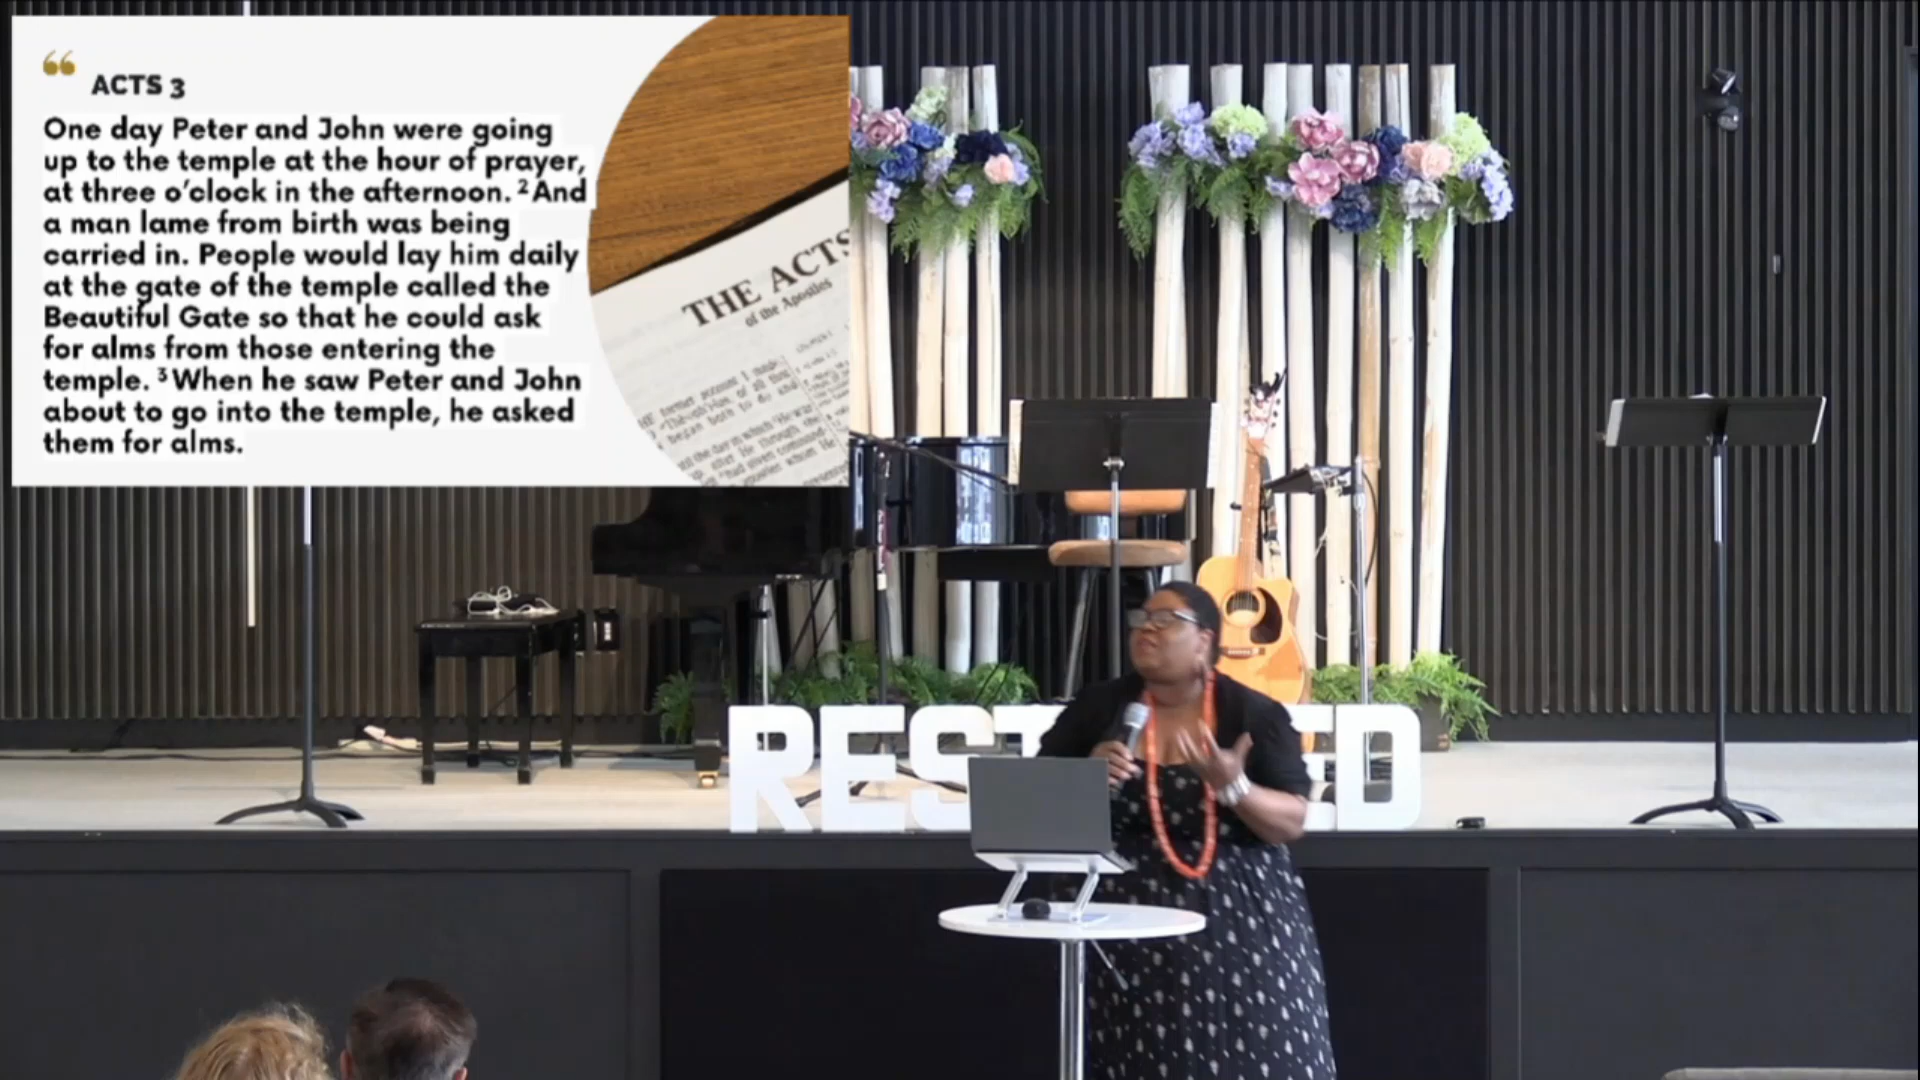 ACTS 3
One day Peter and John were going
up to the temple at the hour of prayer,
at three o'clock in the afternoon. ² And
a man lame from birth was being
carried in. People would lay him daily
at the gate of the temple called the
Beautiful Gate so that he could ask
for alms from those entering the
temple. ³ When he saw Peter and John
about to go into the temple, he asked
them for alms.
THE ACTS
of the Apostles
REST ED